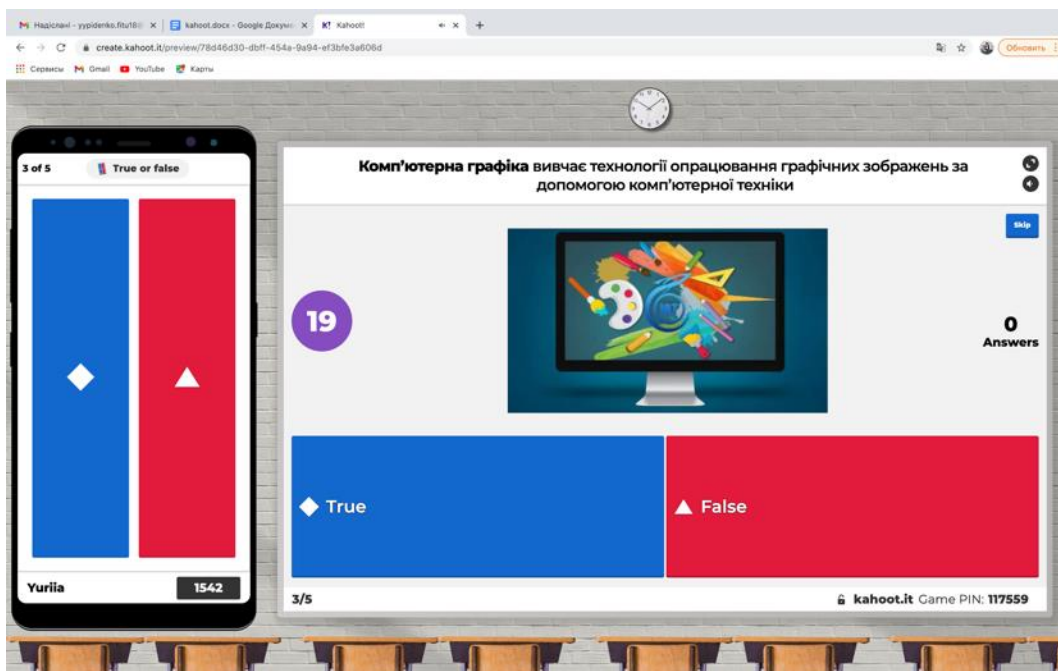 Надіслані - yypidenko.fitu18@
kahoot.docx - Google Докуме
K! Kahoot!
create.kahoot.it/preview/78d46d30-dbff-454a-9a94-ef3bfe3a608d
Обновить
Сервисы Gmail YouTube Карты
3 of 5 True or false
Комп'ютерна графіка вивчає технології опрацювання графічних зображень за
допомогою комп'ютерної техніки
Skip
19
0
Answers
True
False
Yuriia 1542
3/5
kahoot.it Game PIN: 117559